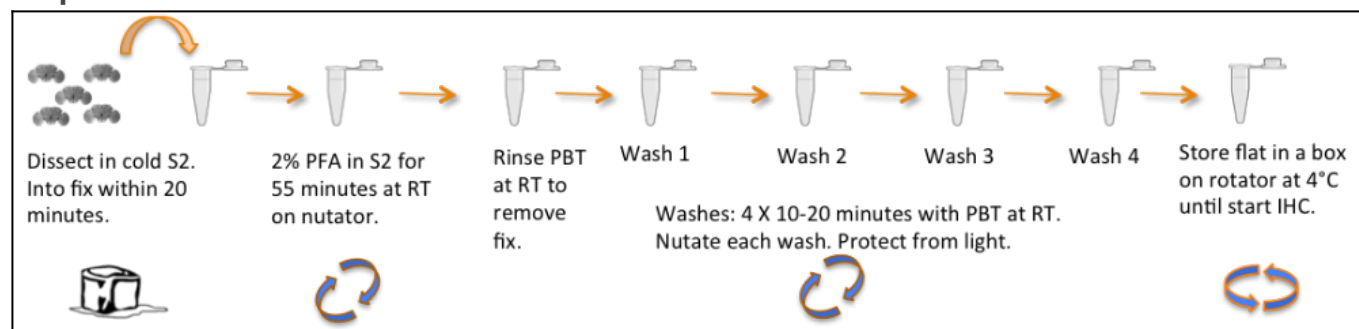 Dissect in cold S2.
Into fix within 20
minutes.
2% PFA in S2 for
55 minutes at RT
on nutator.
Rinse PBT
at RT to
remove
fix.
Wash 1
Wash 2
Wash 3
Wash 4
Washes: 4 X 10-20 minutes with PBT at RT.
Nutate each wash. Protect from light.
Store flat in a box
on rotator at 4°C
until start IHC.